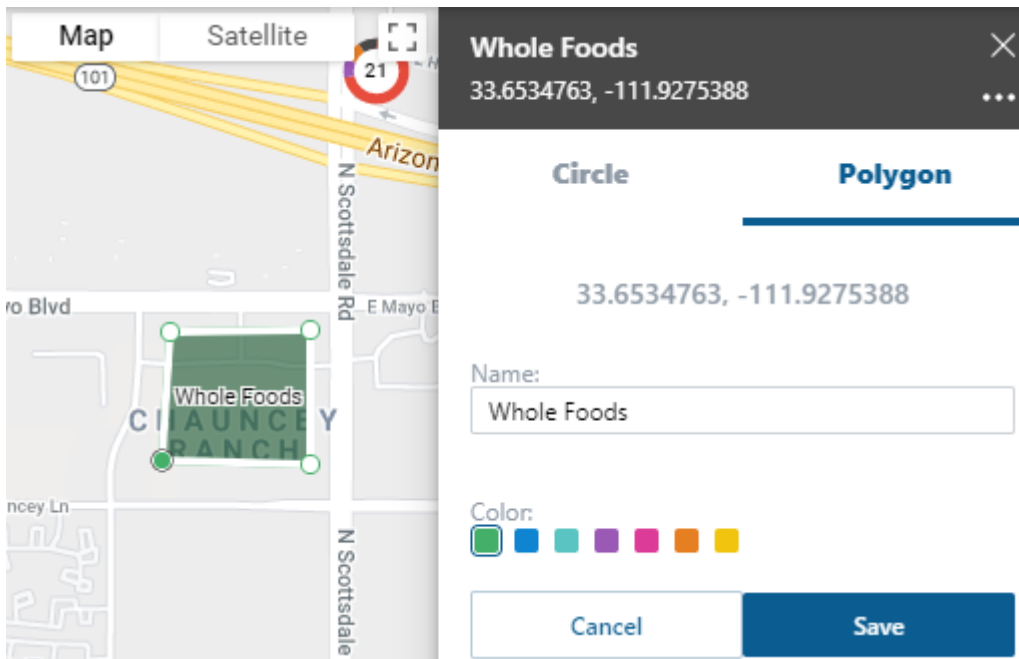 Map
Satellite
101
21
Arizon
N Scottsdale Rd
yo Blvd
E Mayo B
Whole Foods
CHAUNCEY
RANCH
ncey Ln
N Scottsdale
Whole Foods
33.6534763, -111.9275388
Circle
Polygon
33.6534763, -111.9275388
Name:
Whole Foods
Color:
Cancel
Save